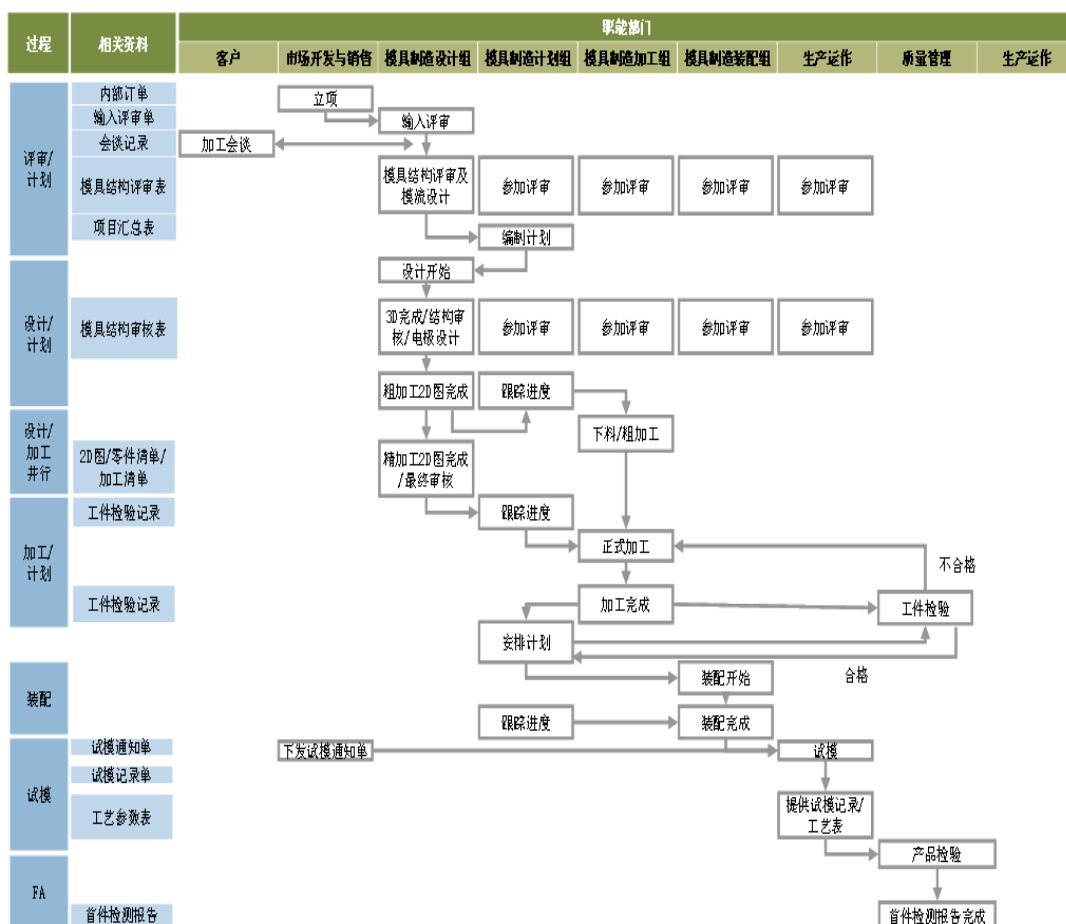 职能部门
过程
相关资料
客户
市场开发与销售
模具制造设计组
模具制造计划组
模具制造加工组
模具制造装配组
生产运作
质量管理
生产运作
评审/
计划
内部订单
立项
输入评审单
输入评审
会谈记录
加工会谈
模具结构评审表
模具结构评审及
模流设计
参加评审
参加评审
参加评审
参加评审
项目汇总表
编制计划
设计/
计划
设计开始
模具结构审核表
3D完成/结构审
核/电极设计
参加评审
参加评审
参加评审
参加评审
粗加工2D图完成
跟踪进度
设计/
加工
并行
下料/粗加工
2D图/零件清单/
加工清单
精加工2D图完成
/最终审核
加工/
计划
工件检验记录
跟踪进度
正式加工
不合格
工件检验记录
加工完成
工件检验
安排计划
合格
装配
装配开始
跟踪进度
装配完成
试模
试模通知单
下发试模通知单
试模
试模记录单
工艺参数表
提供试模记录/
工艺表
产品检验
FA
首件检测报告
首件检测报告完成